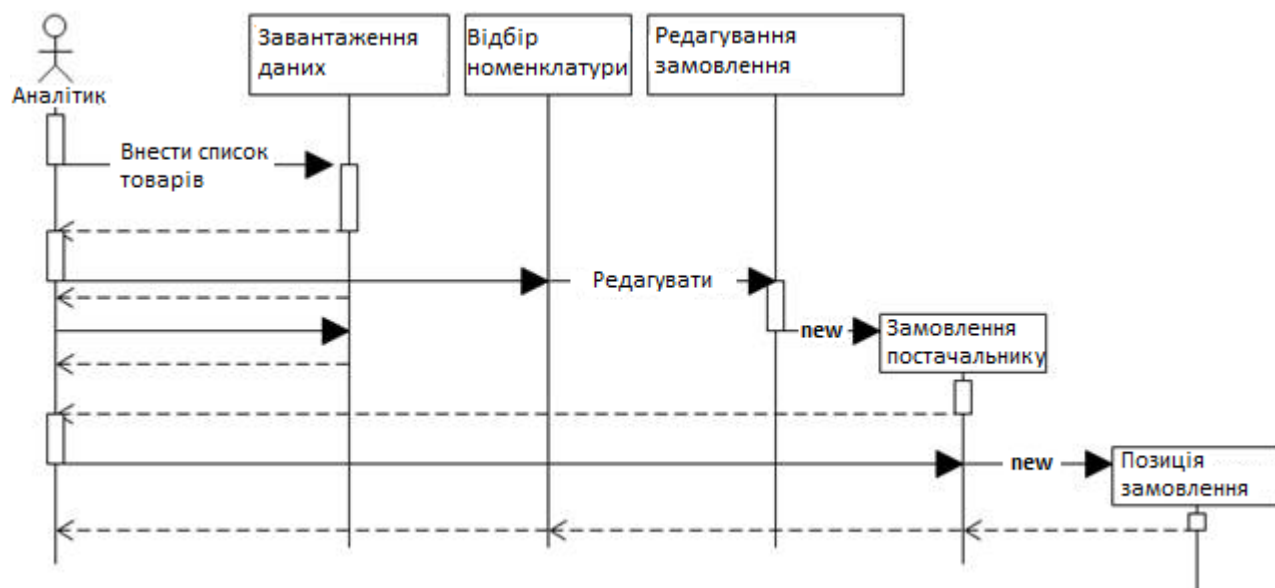 Завантаження
даних
Відбір
номенклатури
Редагування
замовлення
Аналітик
Внести список
товарів
Редагувати
new
Замовлення
постачальнику
new
Позиція
замовлення